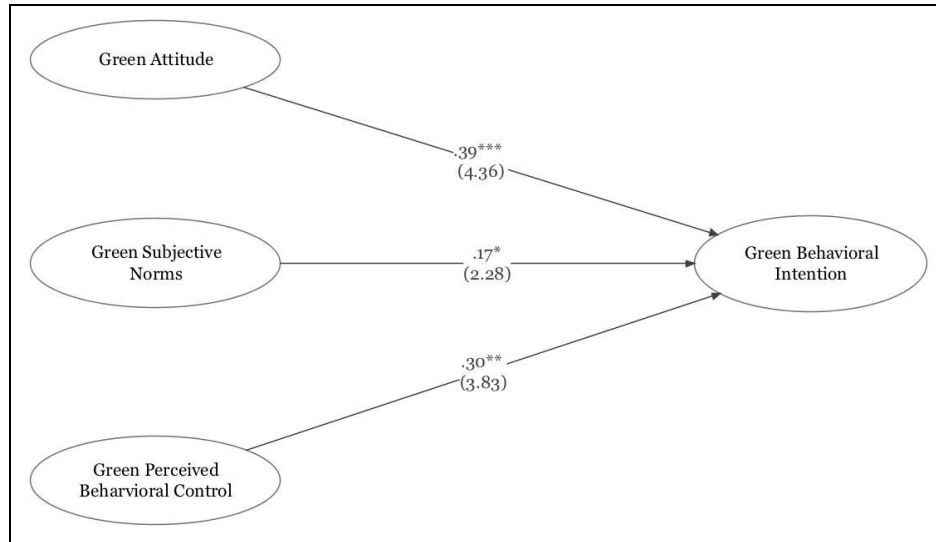 Green Attitude
.39***
(4.36)
Green Subjective
Norms
.17*
(2.28)
Green Behavioral
Intention
.30**
(3.83)
Green Perceived
Beharvioral Control